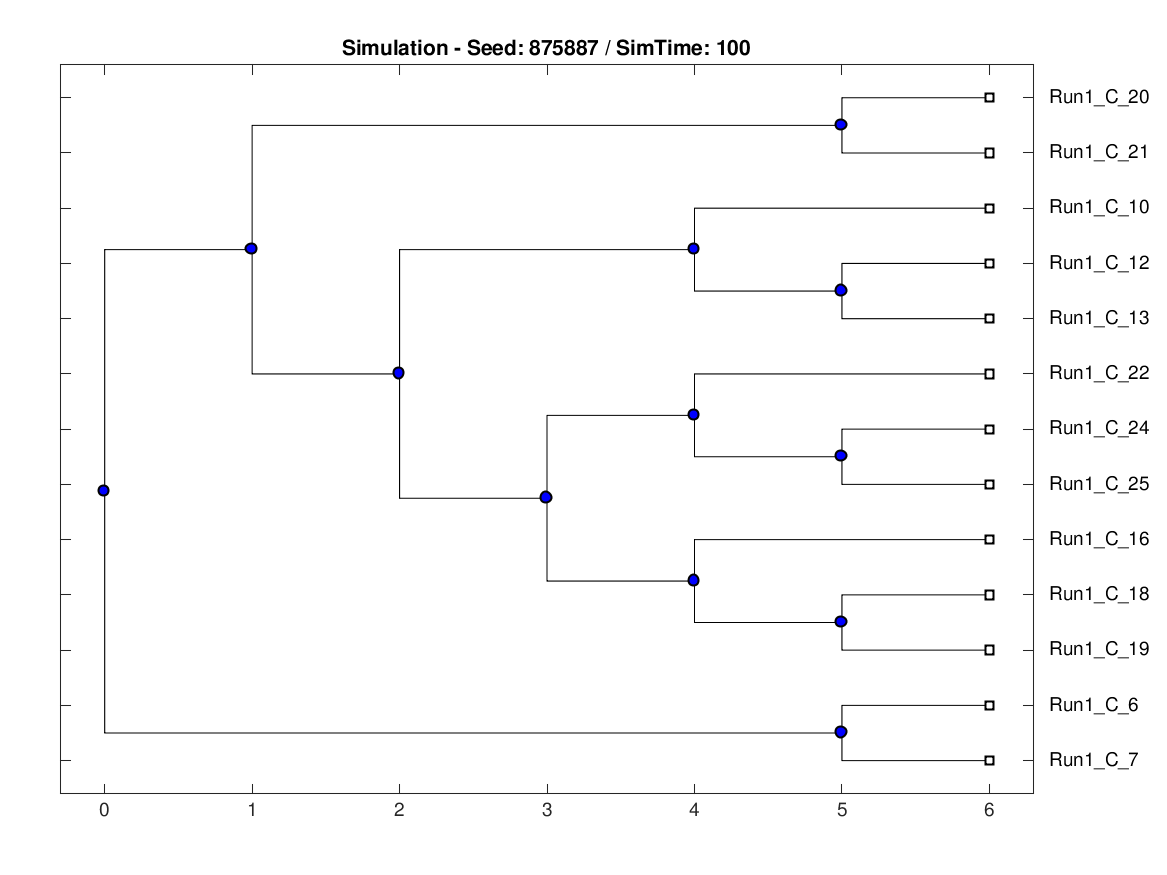 Simulation - Seed: 875887 / SimTime: 100
Run1_C_20
Run1_C_21
Run1_C_10
Run1_C_12
Run1_C_13
Run1_C_22
Run1_C_24
Run1_C_25
Run1_C_16
Run1_C_18
Run1_C_19
Run1_C_6
Run1_C_7
0 1 2 3 4 5 6